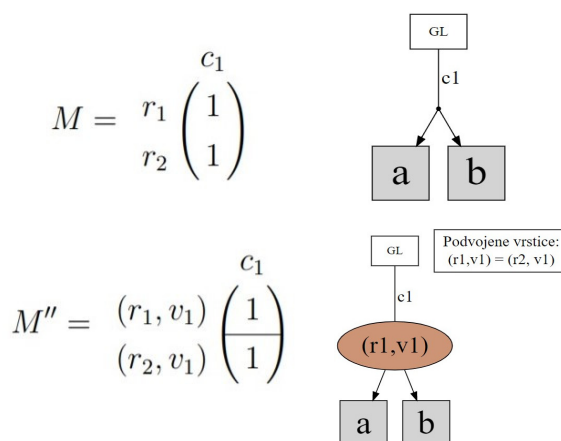 c₁
M = r₁ ( 1 )
r₂ ( 1 )
GL
c1
a b
c₁
M″ = (r₁, v₁) ( 1 )
(r₂, v₁) ( 1 )
GL
Podvojene vrstice:
(r1,v1) = (r2, v1)
c1
(r1,v1)
a b